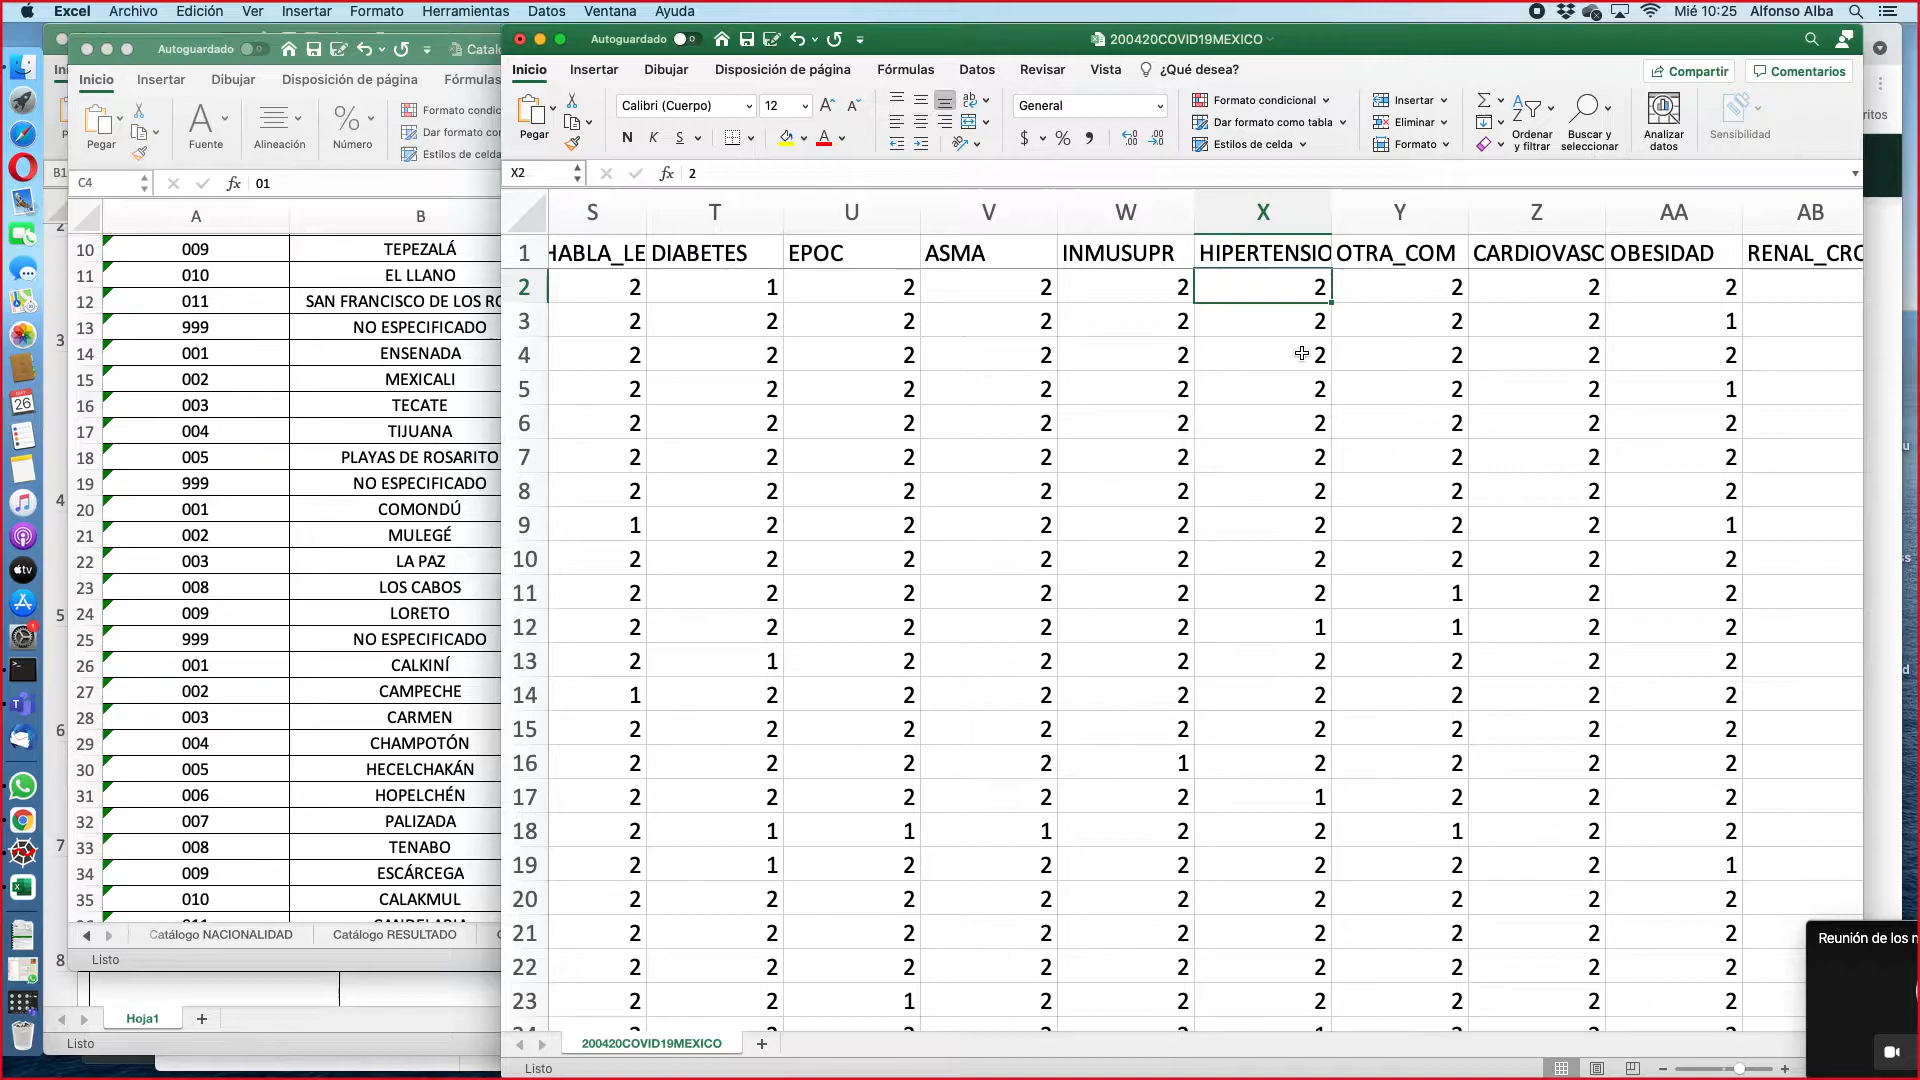 Excel Archivo Edición Ver Insertar Formato Herramientas Datos Ventana Ayuda Mié 10:25 Alfonso Alba
Autoguardado
Inicio Insertar Dibujar Disposición de página
Pegar Fuente Alineación Número
C4 fx 01
A B
10 009 TEPEZALÁ
11 010 EL LLANO
12 011 SAN FRANCISCO DE LOS
13 999 NO ESPECIFICADO
14 001 ENSENADA
15 002 MEXICALI
16 003 TECATE
17 004 TIJUANA
18 005 PLAYAS DE ROSARITO
19 999 NO ESPECIFICADO
20 001 COMONDÚ
21 002 MULEGÉ
22 003 LA PAZ
23 008 LOS CABOS
24 009 LORETO
25 999 NO ESPECIFICADO
26 001 CALKINÍ
27 002 CAMPECHE
28 003 CARMEN
29 004 CHAMPOTÓN
30 005 HECELCHAKÁN
31 006 HOPELCHÉN
32 007 PALIZADA
33 008 TENABO
34 009 ESCÁRCEGA
35 010 CALAKMUL
Catálogo NACIONALIDAD Catálogo RESULTADO
Listo
Hoja1
Listo
Autoguardado 200420COVID19MEXICO
Inicio Insertar Dibujar Disposición de página Fórmulas Datos Revisar Vista ¿Qué desea? Compartir Comentarios
Pegar Calibri (Cuerpo) 12 General
N K S
Formato condicional
Dar formato como tabla
Estilos de celda
Insertar
Eliminar
Formato
Ordenar y filtrar
Buscar y seleccionar
Analizar datos
Sensibilidad
X2 fx 2
S T U V W X Y Z AA AB
1 HABLA_LE DIABETES EPOC ASMA INMUSUPR HIPERTENSIO OTRA_COM CARDIOVASC OBESIDAD RENAL_CRO
2 2 1 2 2 2 2 2 2 2
3 2 2 2 2 2 2 2 2 1
4 2 2 2 2 2 2 2 2 2
5 2 2 2 2 2 2 2 2 1
6 2 2 2 2 2 2 2 2 2
7 2 2 2 2 2 2 2 2 2
8 2 2 2 2 2 2 2 2 2
9 1 2 2 2 2 2 2 2 1
10 2 2 2 2 2 2 2 2 2
11 2 2 2 2 2 2 1 2 2
12 2 2 2 2 2 1 1 2 2
13 2 1 2 2 2 2 2 2 2
14 1 2 2 2 2 2 2 2 2
15 2 2 2 2 2 2 2 2 2
16 2 2 2 2 1 2 2 2 2
17 2 2 2 2 2 1 2 2 2
18 2 1 1 1 2 2 1 2 2
19 2 1 2 2 2 2 2 2 1
20 2 2 2 2 2 2 2 2 2
21 2 2 2 2 2 2 2 2 2
22 2 2 2 2 2 2 2 2 2
23 2 2 1 2 2 2 2 2 2
200420COVID19MEXICO
Listo
Reunión de los